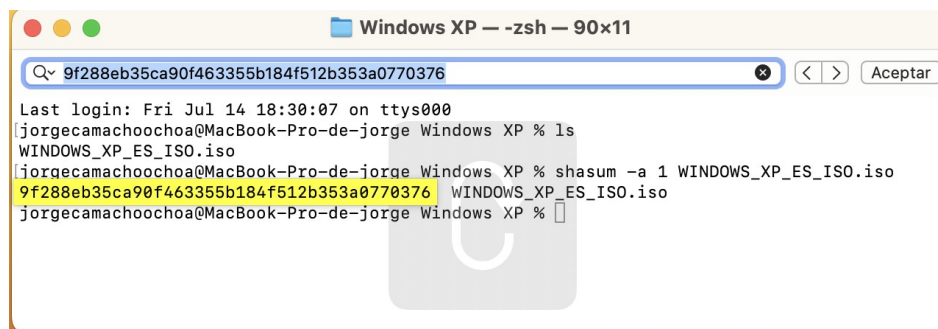 Windows XP — -zsh — 90×11
9f288eb35ca90f463355b184f512b353a0770376
Aceptar
Last login: Fri Jul 14 18:30:07 on ttys000
[jorgecamachoochoa@MacBook-Pro-de-jorge Windows XP % ls
WINDOWS_XP_ES_ISO.iso
[jorgecamachoochoa@MacBook-Pro-de-jorge Windows XP % shasum -a 1 WINDOWS_XP_ES_ISO.iso
9f288eb35ca90f463355b184f512b353a0770376  WINDOWS_XP_ES_ISO.iso
jorgecamachoochoa@MacBook-Pro-de-jorge Windows XP %